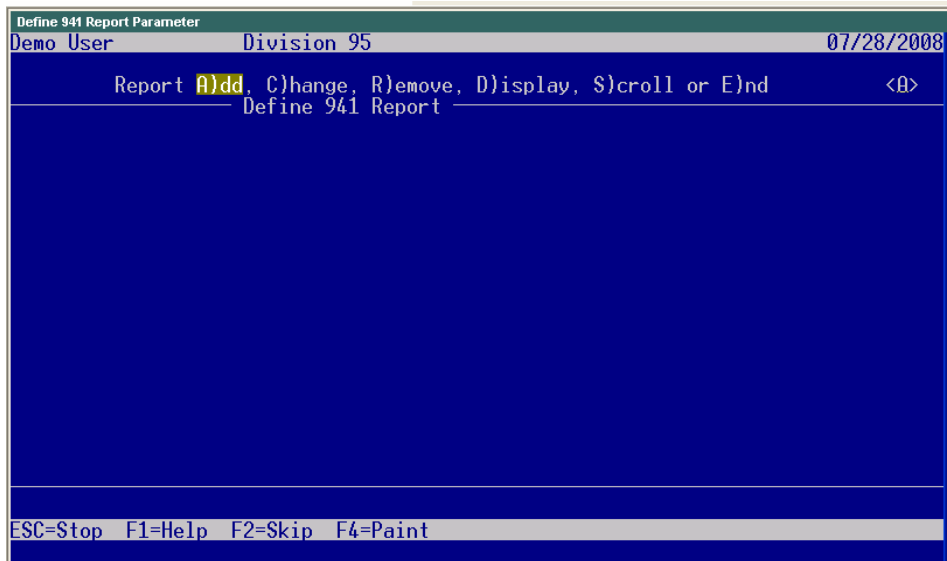 Define 941 Report Parameter
Demo User Division 95 07/28/2008
Report A)dd, C)hange, R)emove, D)isplay, S)croll or E)nd <A>
Define 941 Report
ESC=Stop F1=Help F2=Skip F4=Paint